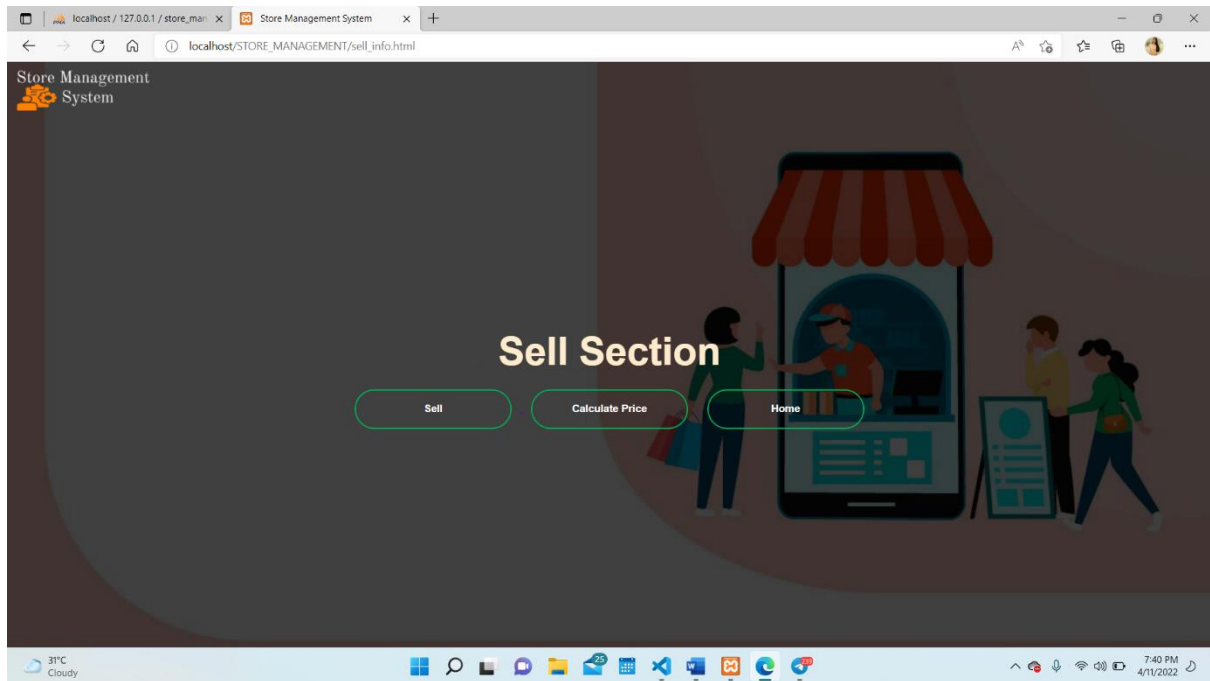 localhost / 127.0.0.1 / store_man
Store Management System
localhost/STORE_MANAGEMENT/sell_info.html
Store Management
System
Sell Section
Sell
Calculate Price
Home
31°C
Cloudy
25
7:40 PM
4/11/2022